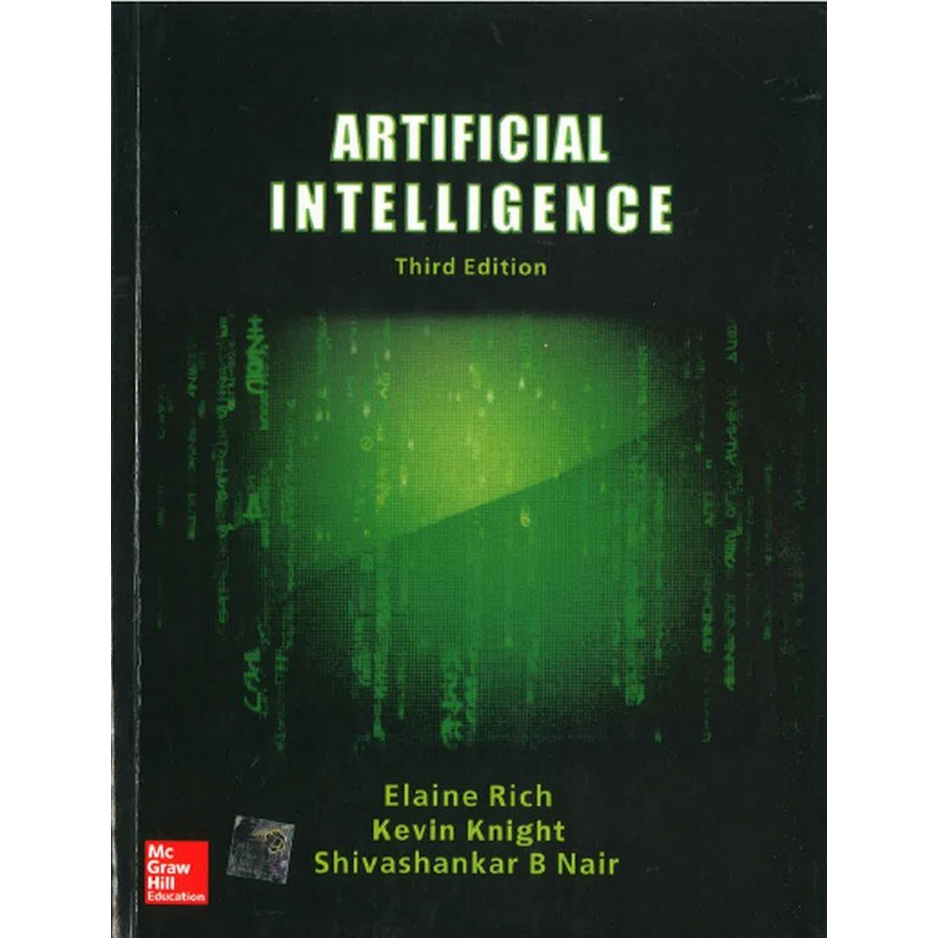 ARTIFICIAL
INTELLIGENCE
Third Edition
Elaine Rich
Kevin Knight
Shivashankar B Nair
Mc
Graw
Hill
Education